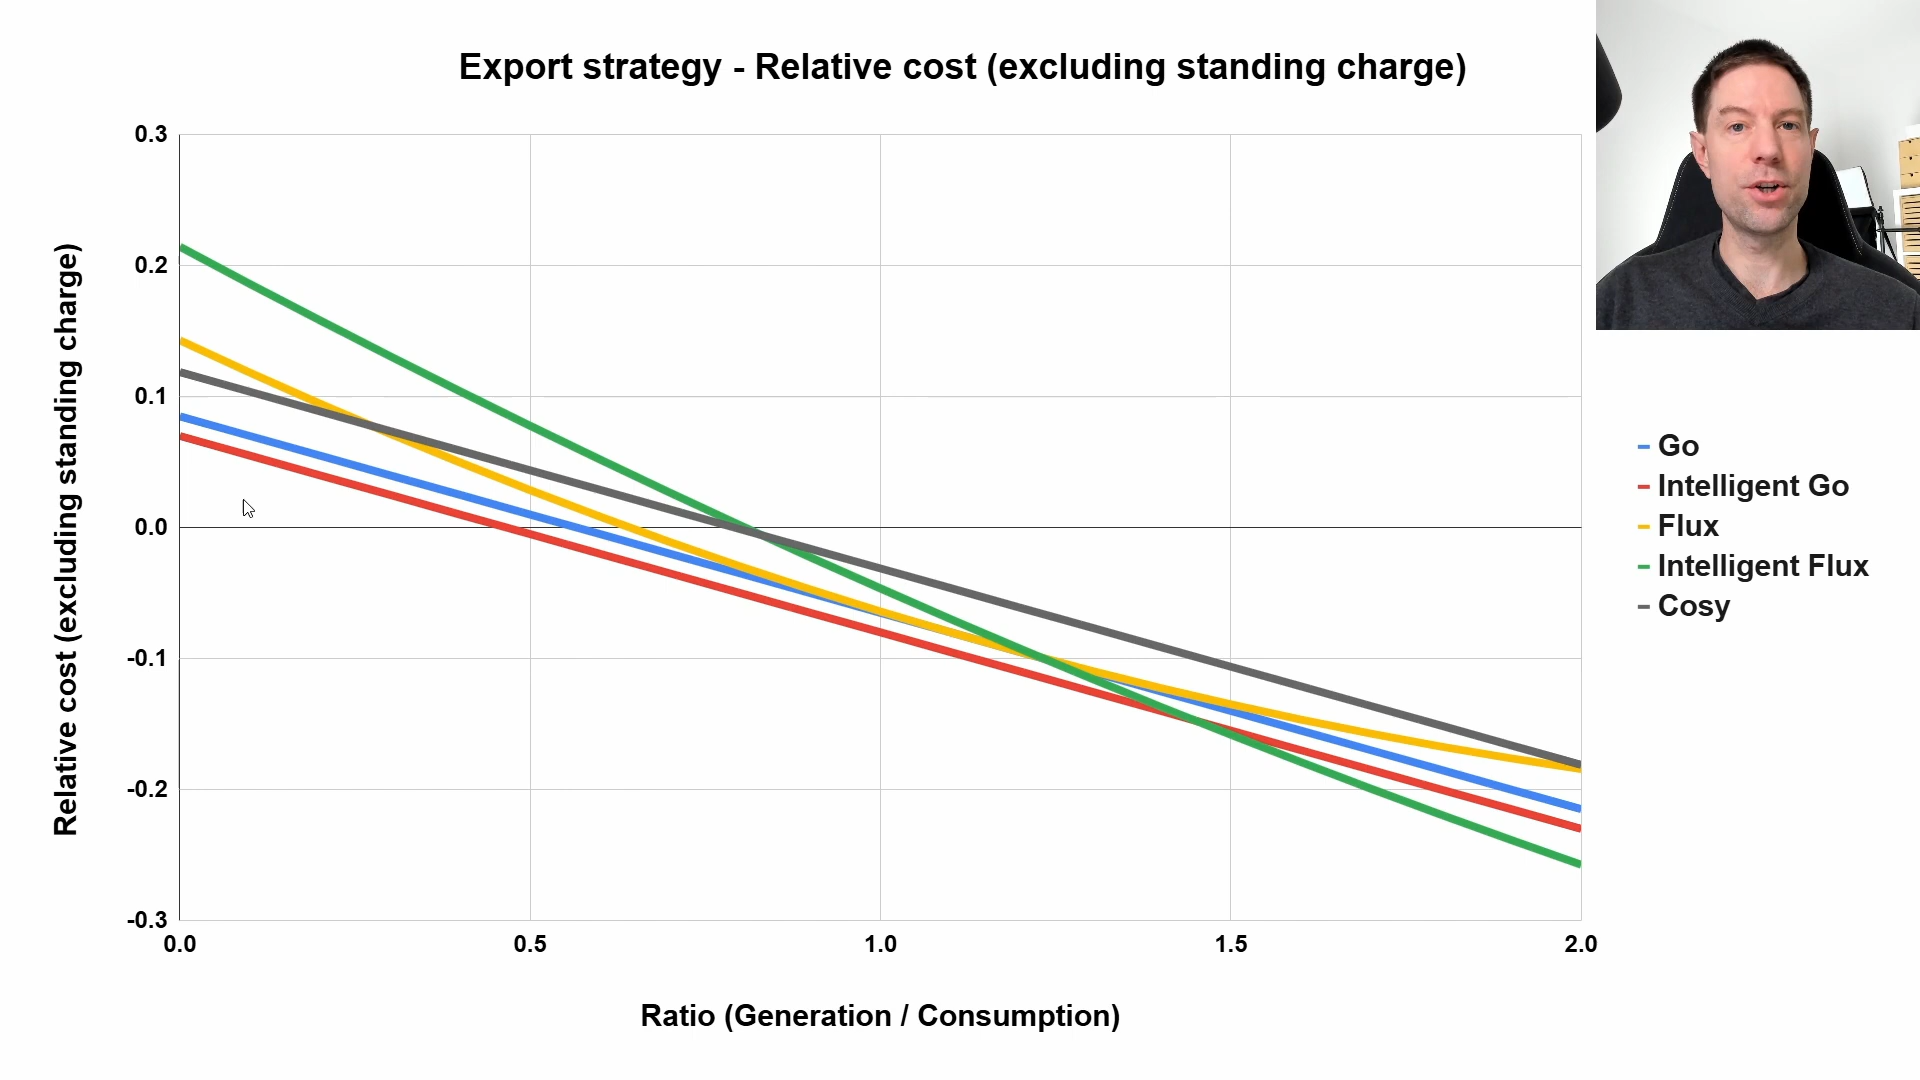 Export strategy - Relative cost (excluding standing charge)
Relative cost (excluding standing charge)
0.3
0.2
0.1
0.0
-0.1
-0.2
-0.3
0.0
0.5
1.0
1.5
2.0
Ratio (Generation / Consumption)
Go
Intelligent Go
Flux
Intelligent Flux
Cosy